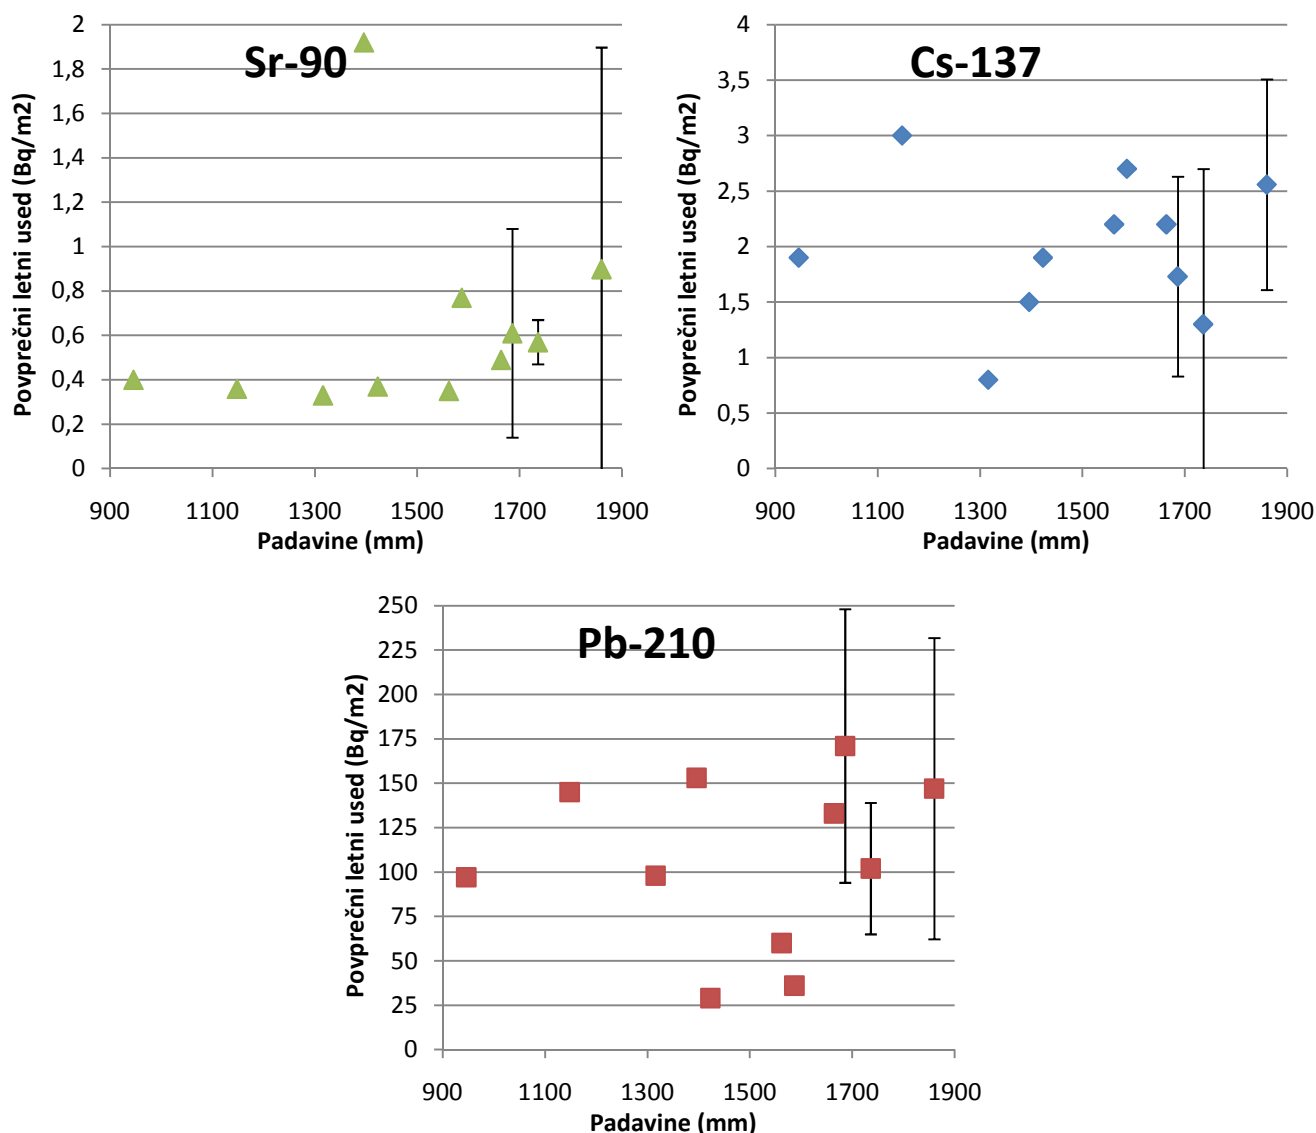 Sr-90
Povprečni letni used (Bq/m2)
2
1,8
1,6
1,4
1,2
1
0,8
0,6
0,4
0,2
0
900 1100 1300 1500 1700 1900
Padavine (mm)
Cs-137
Povprečni letni used (Bq/m2)
4
3,5
3
2,5
2
1,5
1
0,5
0
900 1100 1300 1500 1700 1900
Padavine (mm)
Pb-210
Povprečni letni used (Bq/m2)
250
225
200
175
150
125
100
75
50
25
0
900 1100 1300 1500 1700 1900
Padavine (mm)